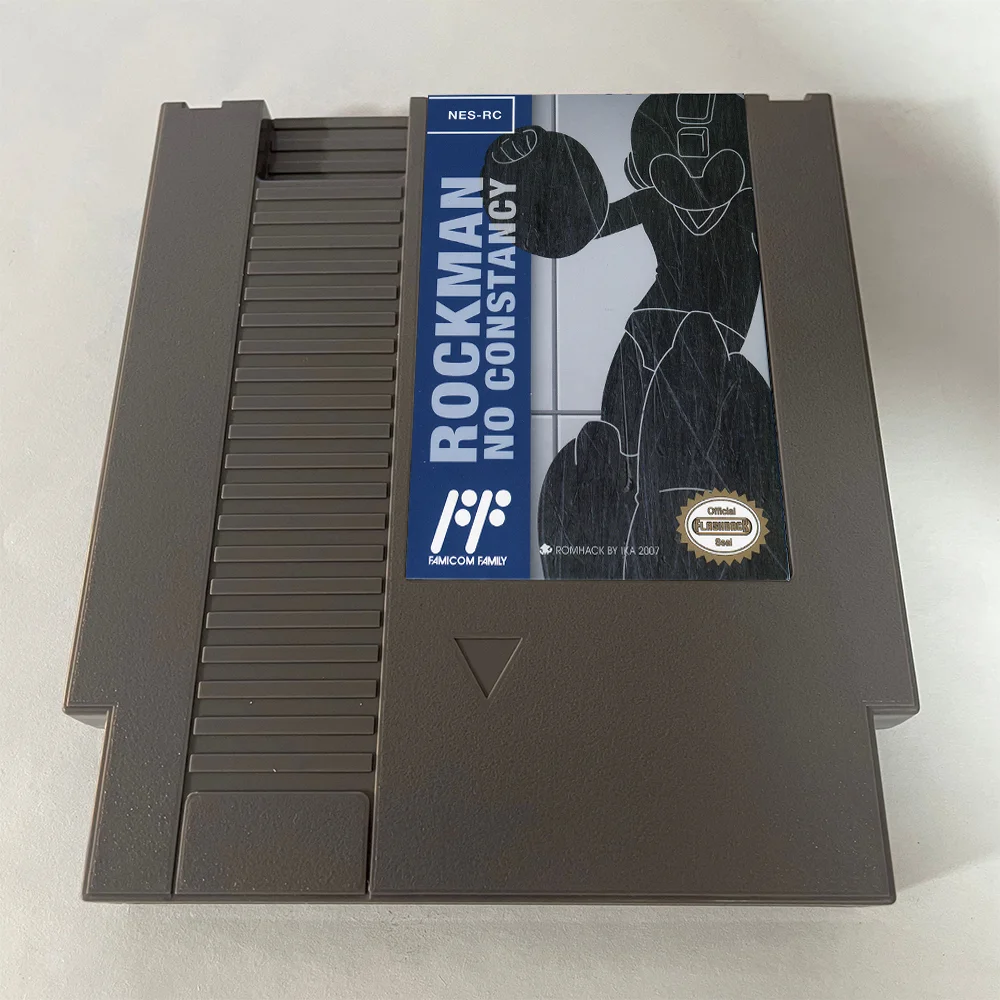 NES-RC
ROCKMAN
NO CONSTANCY
FAMICOM FAMILY
ROMHACK BY IKA 2007
Official
FLASHBACK
Seal